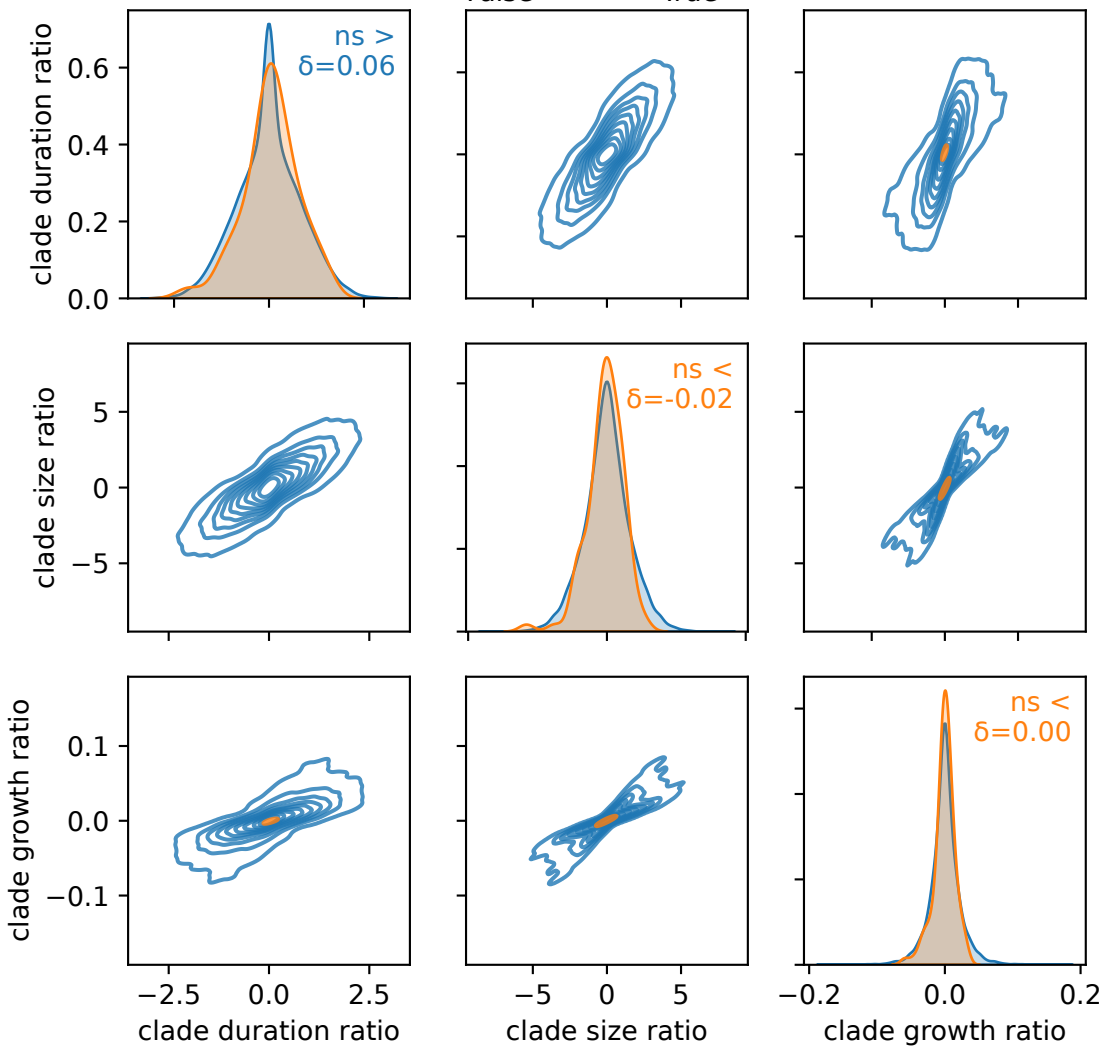 clade duration ratio
0.6
0.4
0.2
0.0
ns >
δ=0.06
clade size ratio
5
0
−5
ns <
δ=-0.02
clade growth ratio
0.1
0.0
−0.1
ns <
δ=0.00
−2.5 0.0 2.5
−5 0 5
−0.2 0.0 0.2
clade duration ratio
clade size ratio
clade growth ratio